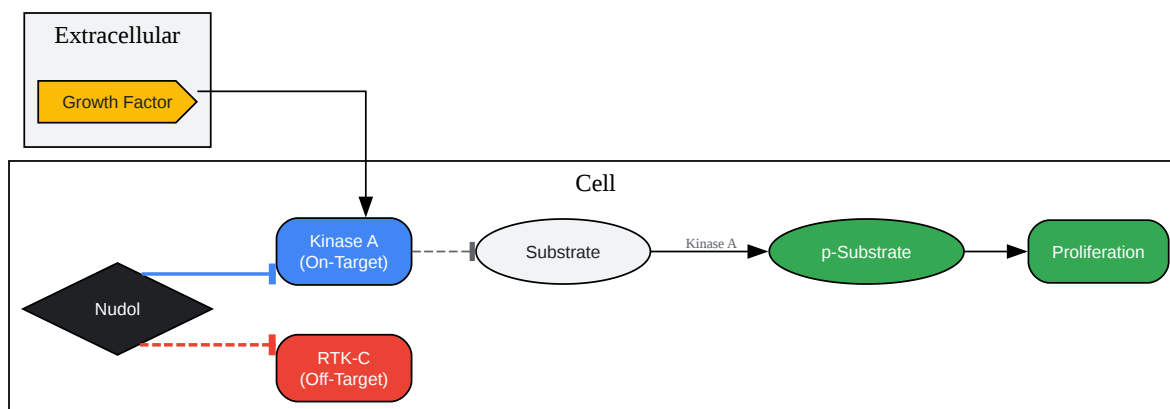 Extracellular
Growth Factor
Cell
Kinase A
(On-Target)
Substrate
Kinase A
p-Substrate
Proliferation
Nudol
RTK-C
(Off-Target)